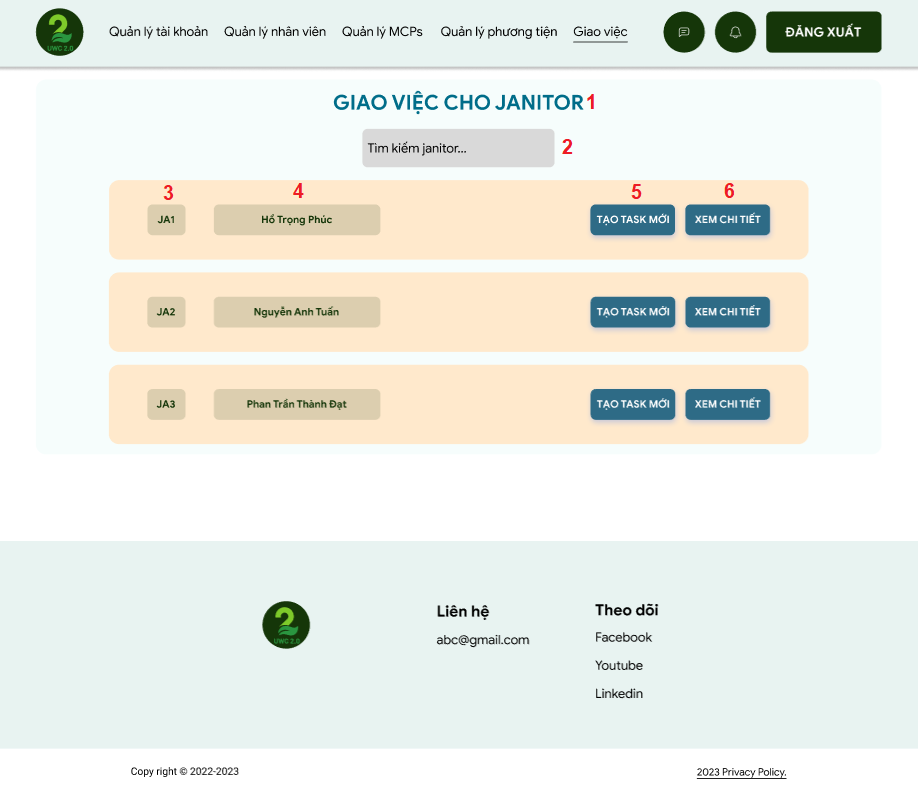 2
UWC 2.0
Quản lý tài khoản Quản lý nhân viên Quản lý MCPs Quản lý phương tiện Giao việc ĐĂNG XUẤT
GIAO VIỆC CHO JANITOR 1
Tìm kiếm janitor... 2
3 4 5 6
JA1 Hồ Trọng Phúc TẠO TASK MỚI XEM CHI TIẾT
JA2 Nguyễn Anh Tuấn TẠO TASK MỚI XEM CHI TIẾT
JA3 Phan Trần Thành Đạt TẠO TASK MỚI XEM CHI TIẾT
2
UWC 2.0
Liên hệ
abc@gmail.com
Theo dõi
Facebook
Youtube
Linkedin
Copy right © 2022-2023
2023 Privacy Policy.